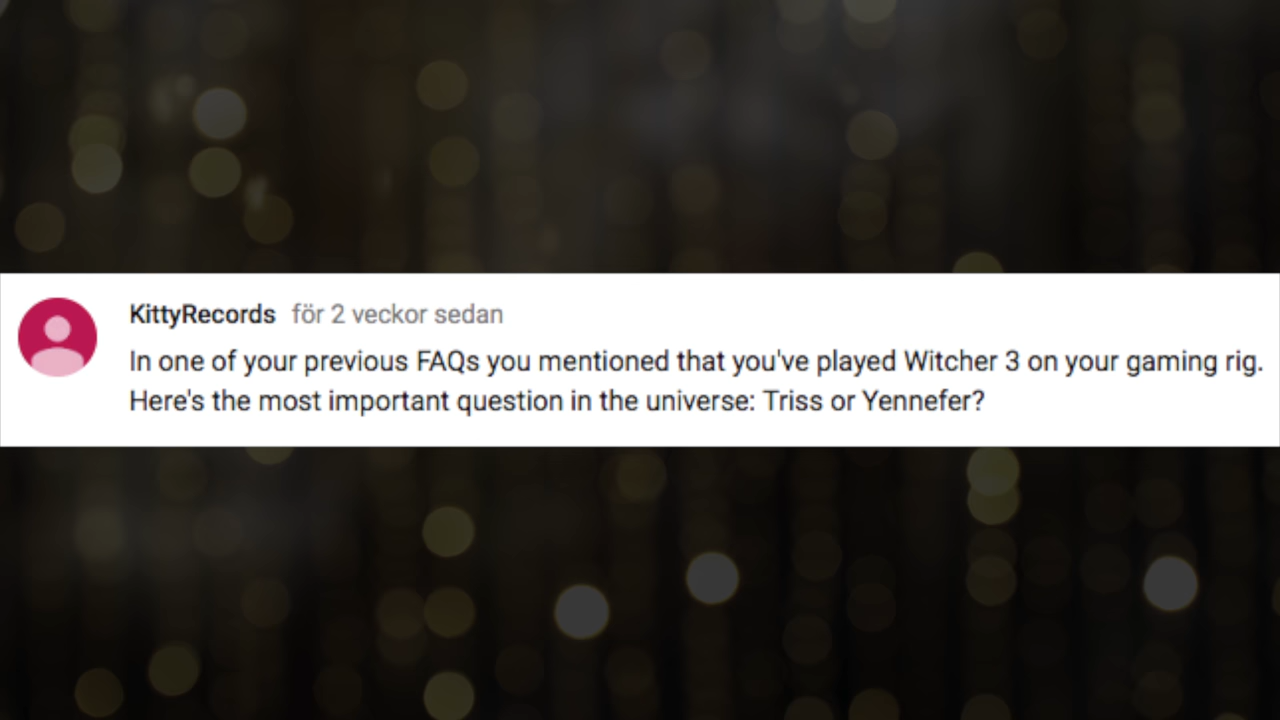 KittyRecords för 2 veckor sedan
In one of your previous FAQs you mentioned that you've played Witcher 3 on your gaming rig.
Here's the most important question in the universe: Triss or Yennefer?